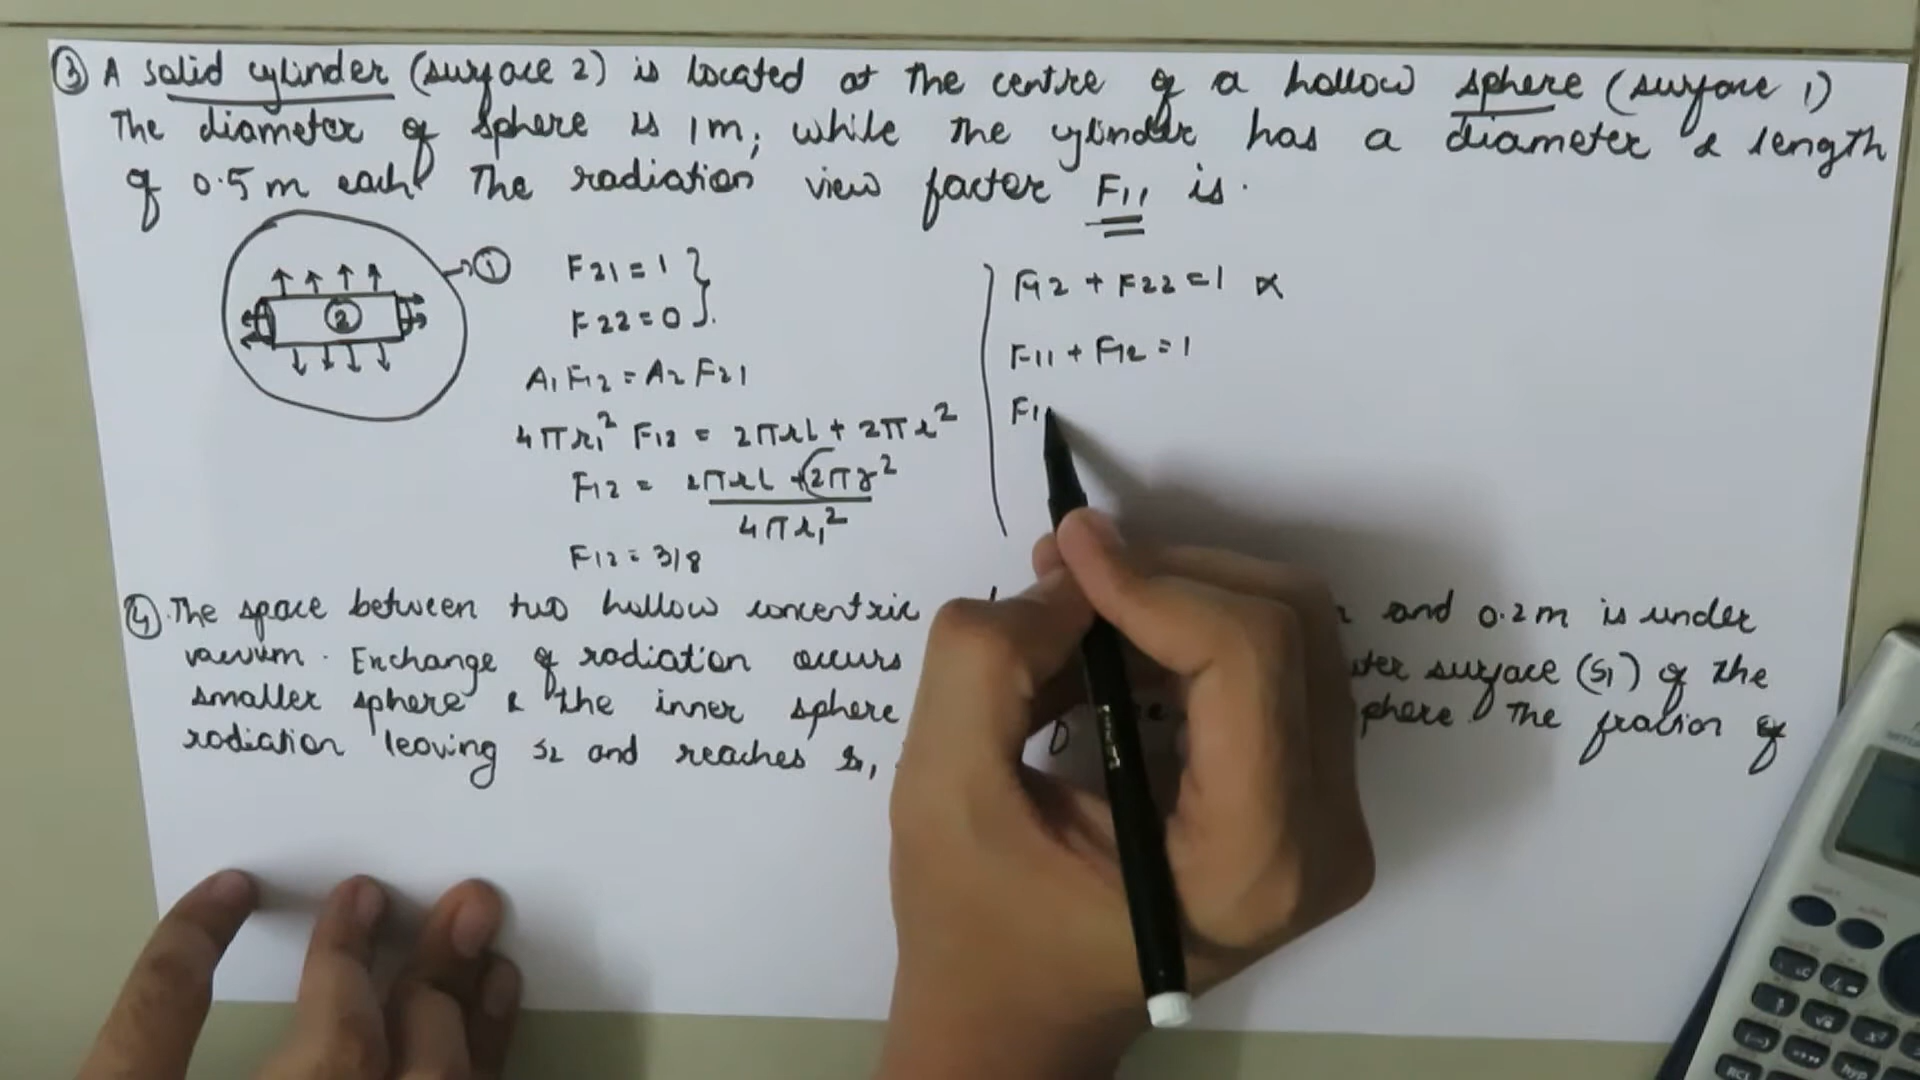 ③ A solid cylinder (surface 2) is located at the centre of a hollow sphere (surface 1)
The diameter of sphere is 1m, while the cylinder has a diameter & length
of 0.5m each. The radiation view factor F11 is.
①
②
F21 = 1
F22 = 0
A1 F12 = A2 F21
4πr₁² F12 = 2πrl + 2πr²
F12 = 2πrl + 2πr²
4πr₁²
F12 = 3/8
F12 + F22 = 1 ×
F11 + F12 = 1
F1
④. The space between two hollow concentric and 0.2m is under
vacuum. Exchange of radiation occurs surface (S1) of the
smaller sphere & the inner sphere The fraction of
radiation leaving S2 and reaches S1,